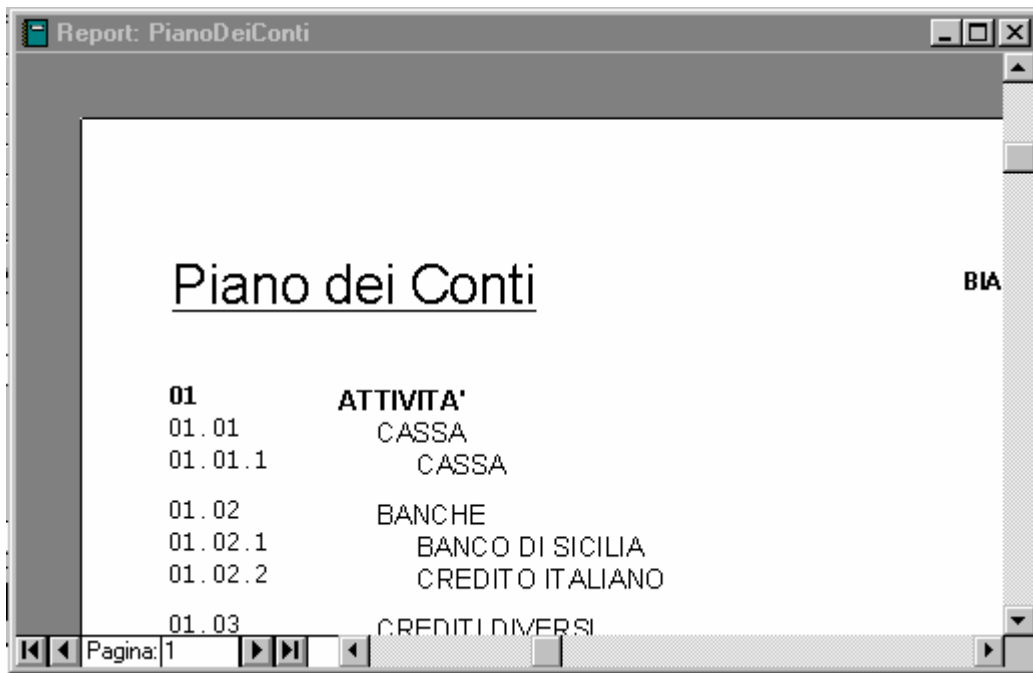 Report: PianoDeiConti
Piano dei Conti BIA
01 ATTIVITA'
01.01 CASSA
01.01.1 CASSA
01.02 BANCHE
01.02.1 BANCO DI SICILIA
01.02.2 CREDITO ITALIANO
01.03 CREDITI DIVERSI
Pagina: 1